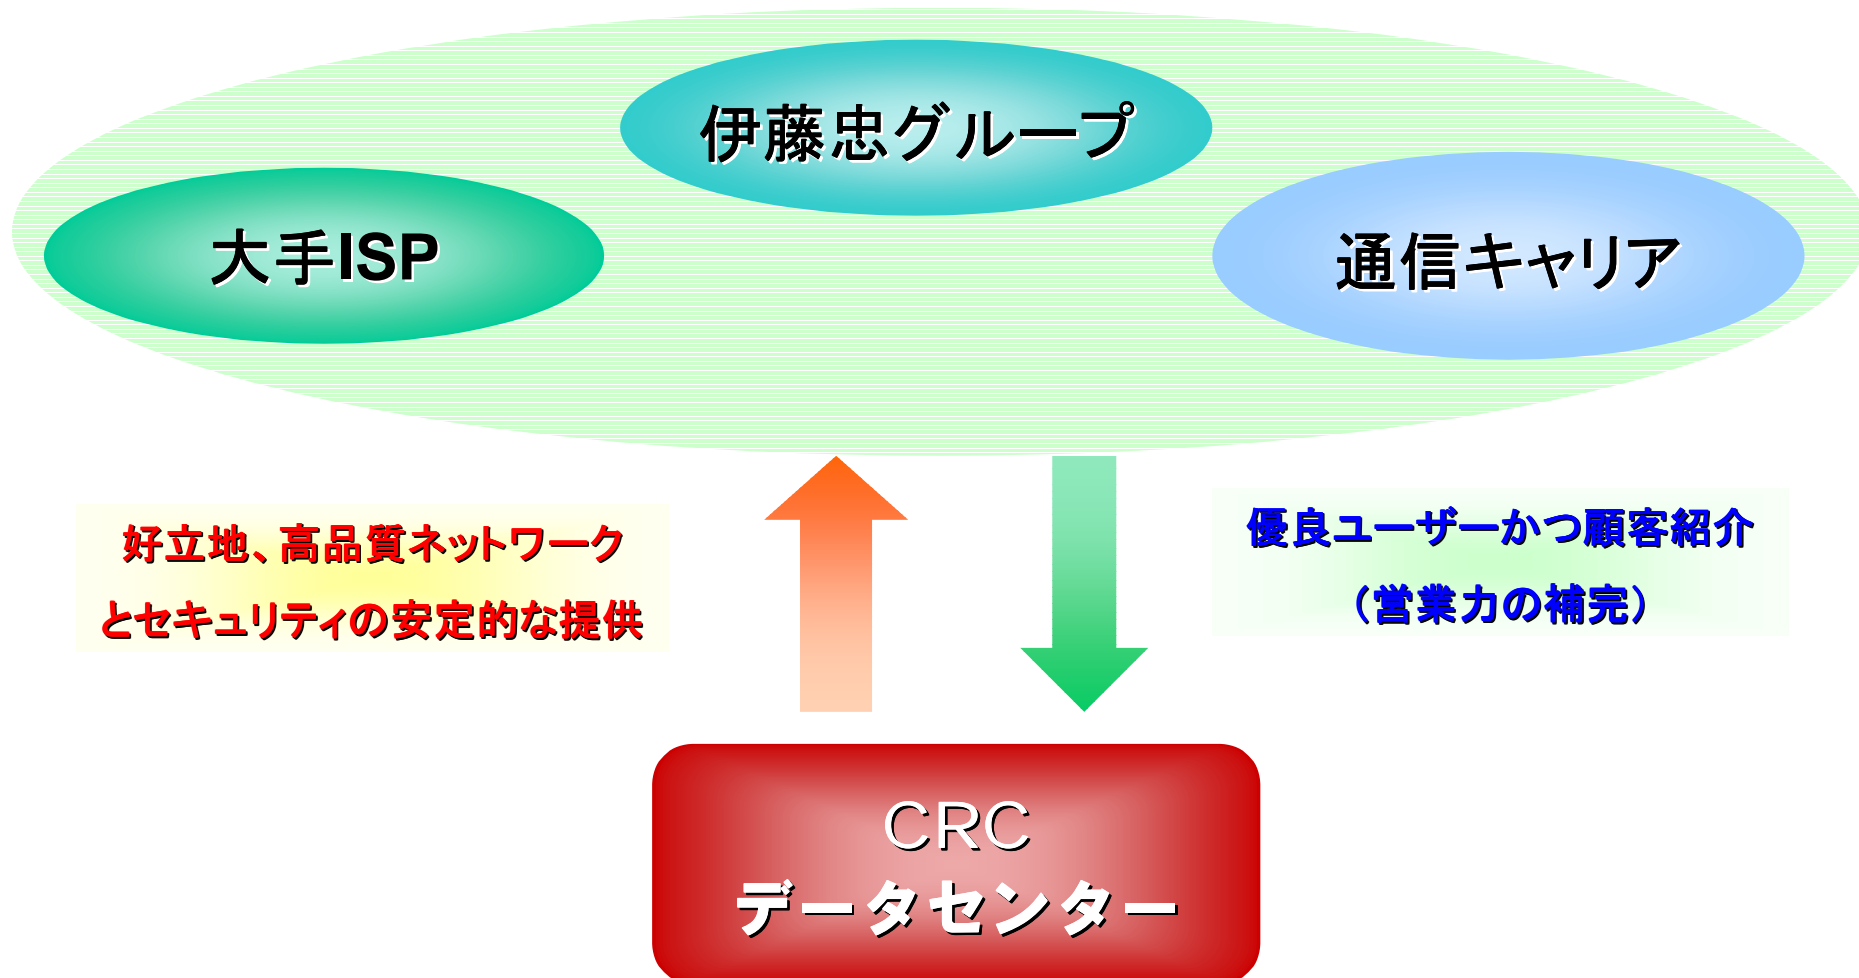 伊藤忠グループ
大手ISP
通信キャリア
好立地、高品質ネットワーク
とセキュリティの安定的な提供
優良ユーザーかつ顧客紹介
（営業力の補完）
CRC
データセンター